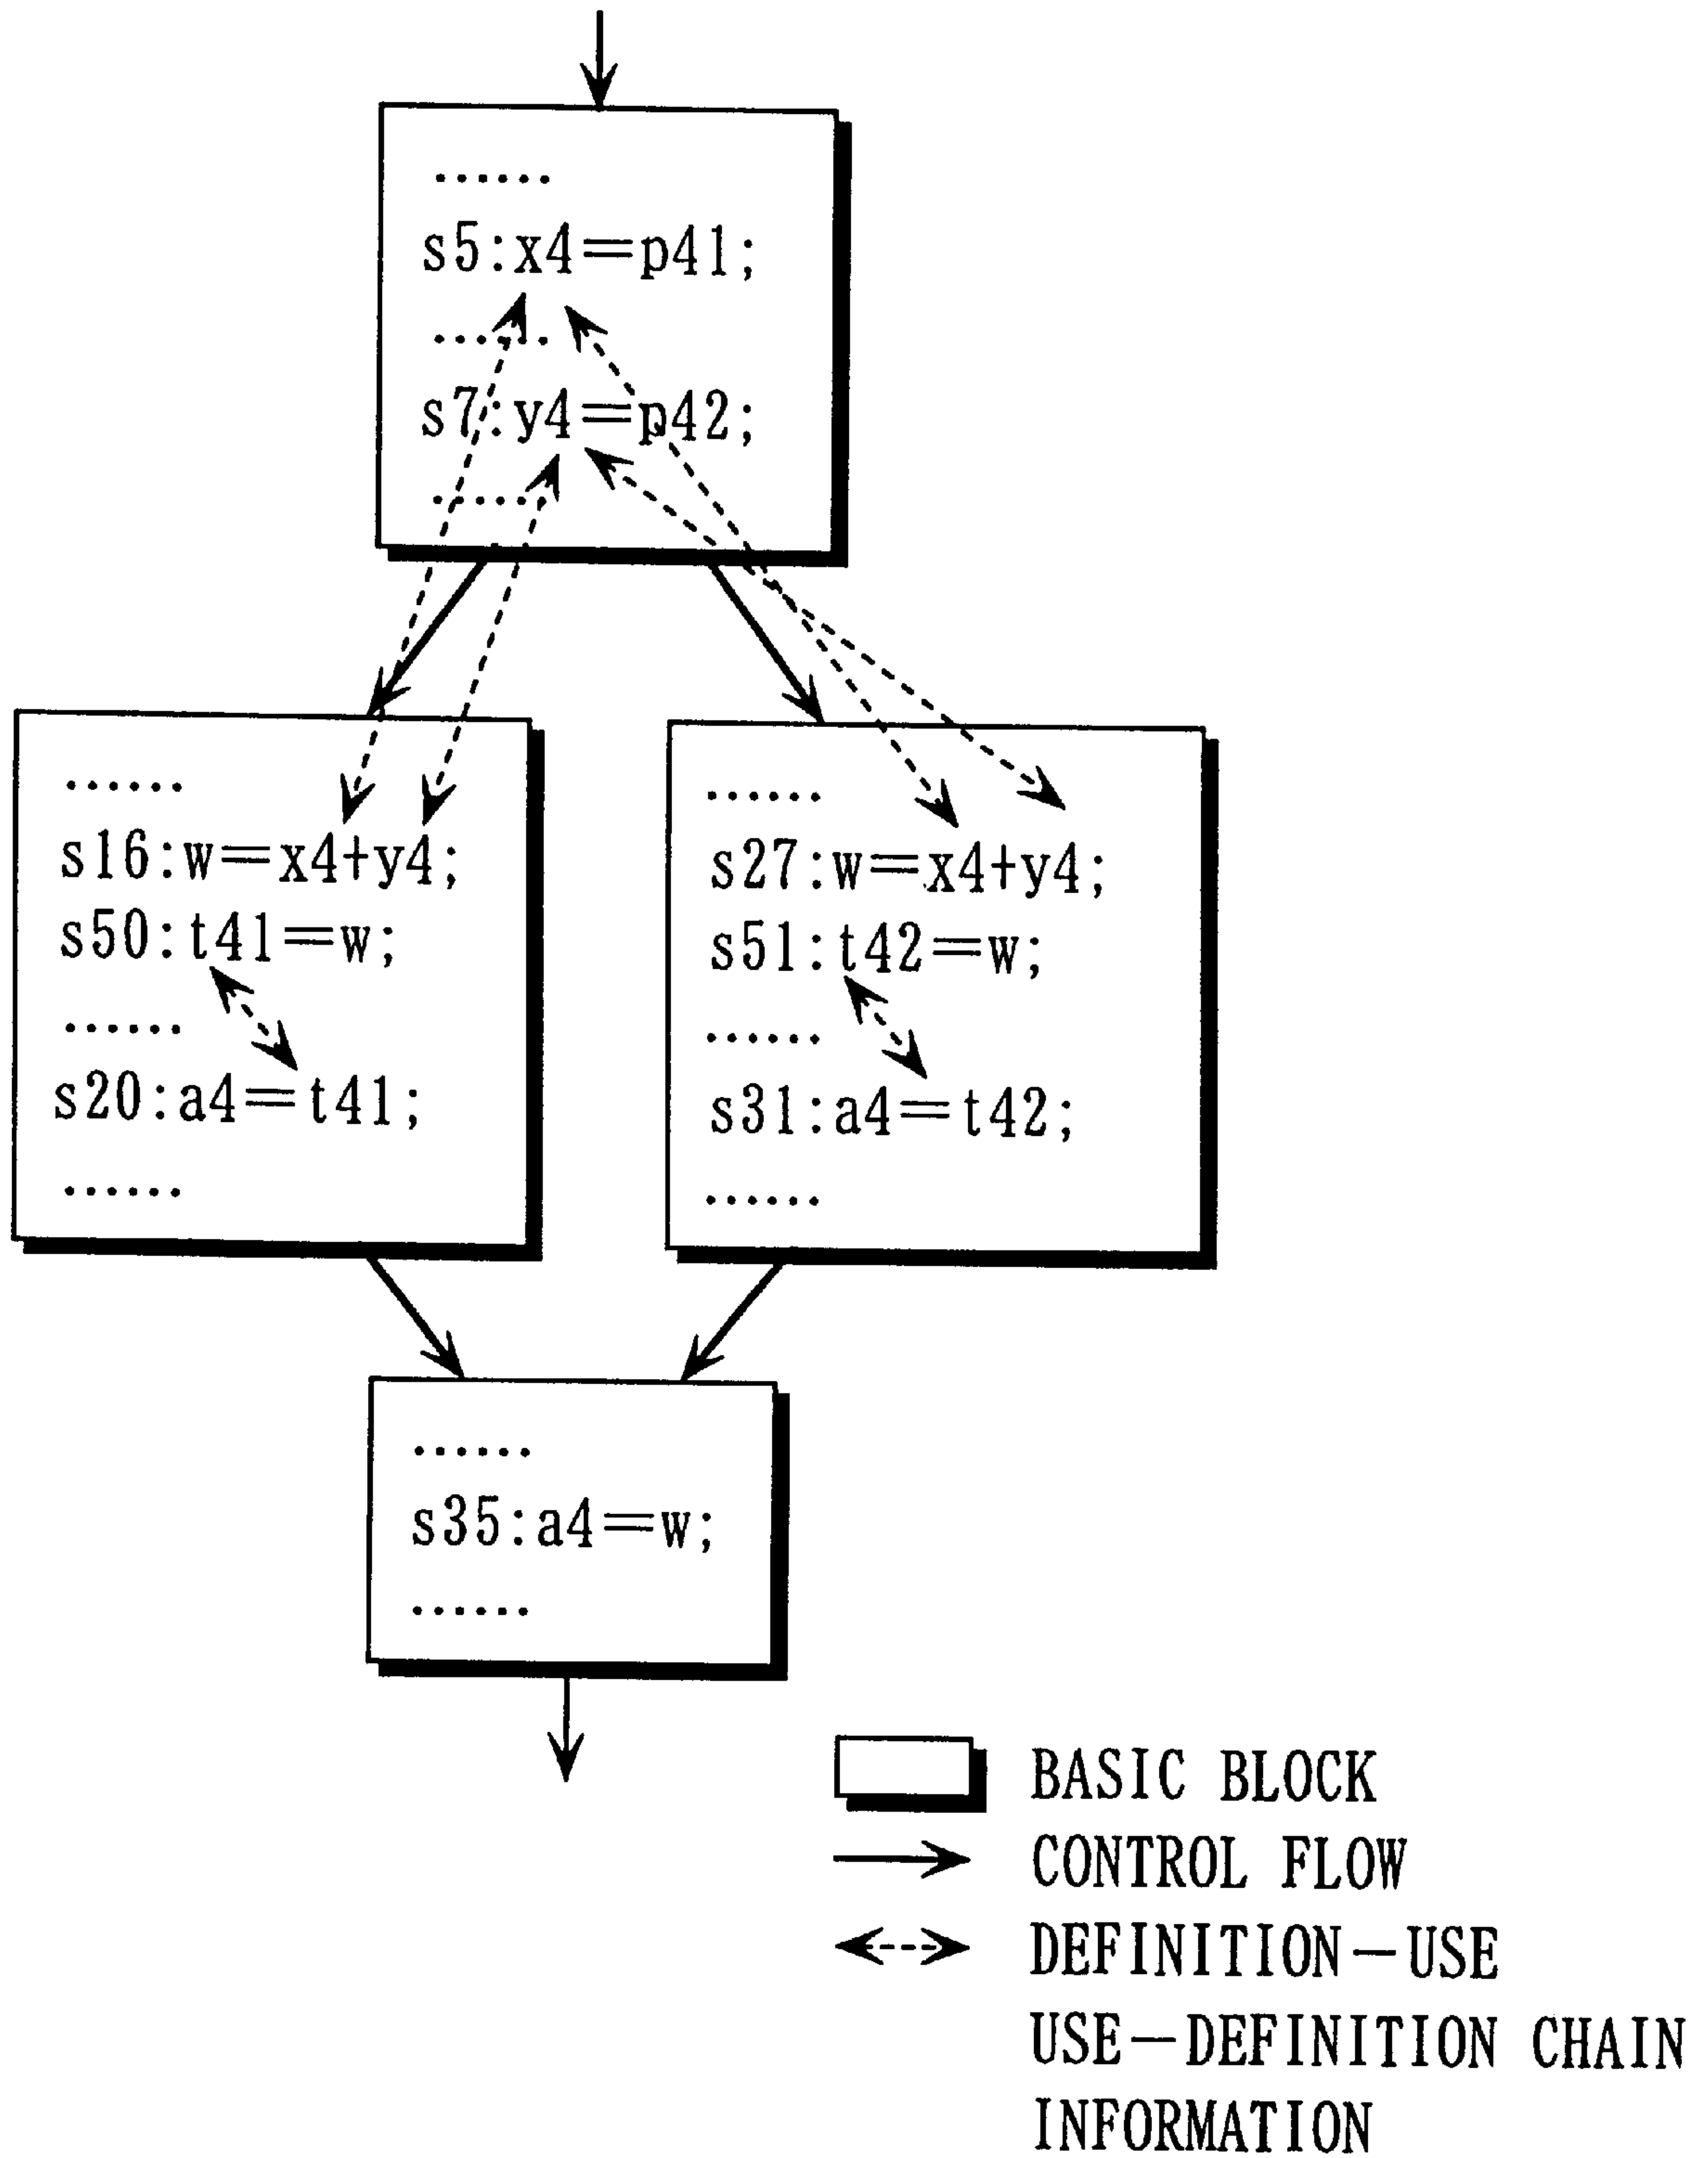 ......
s5:x4=p41;
......
s7:y4=p42;
......
......
s16:w=x4+y4;
s50:t41=w;
......
s20:a4=t41;
......
......
s27:w=x4+y4;
s51:t42=w;
......
s31:a4=t42;
......
......
s35:a4=w;
......
BASIC BLOCK
CONTROL FLOW
DEFINITION—USE
USE—DEFINITION CHAIN
INFORMATION